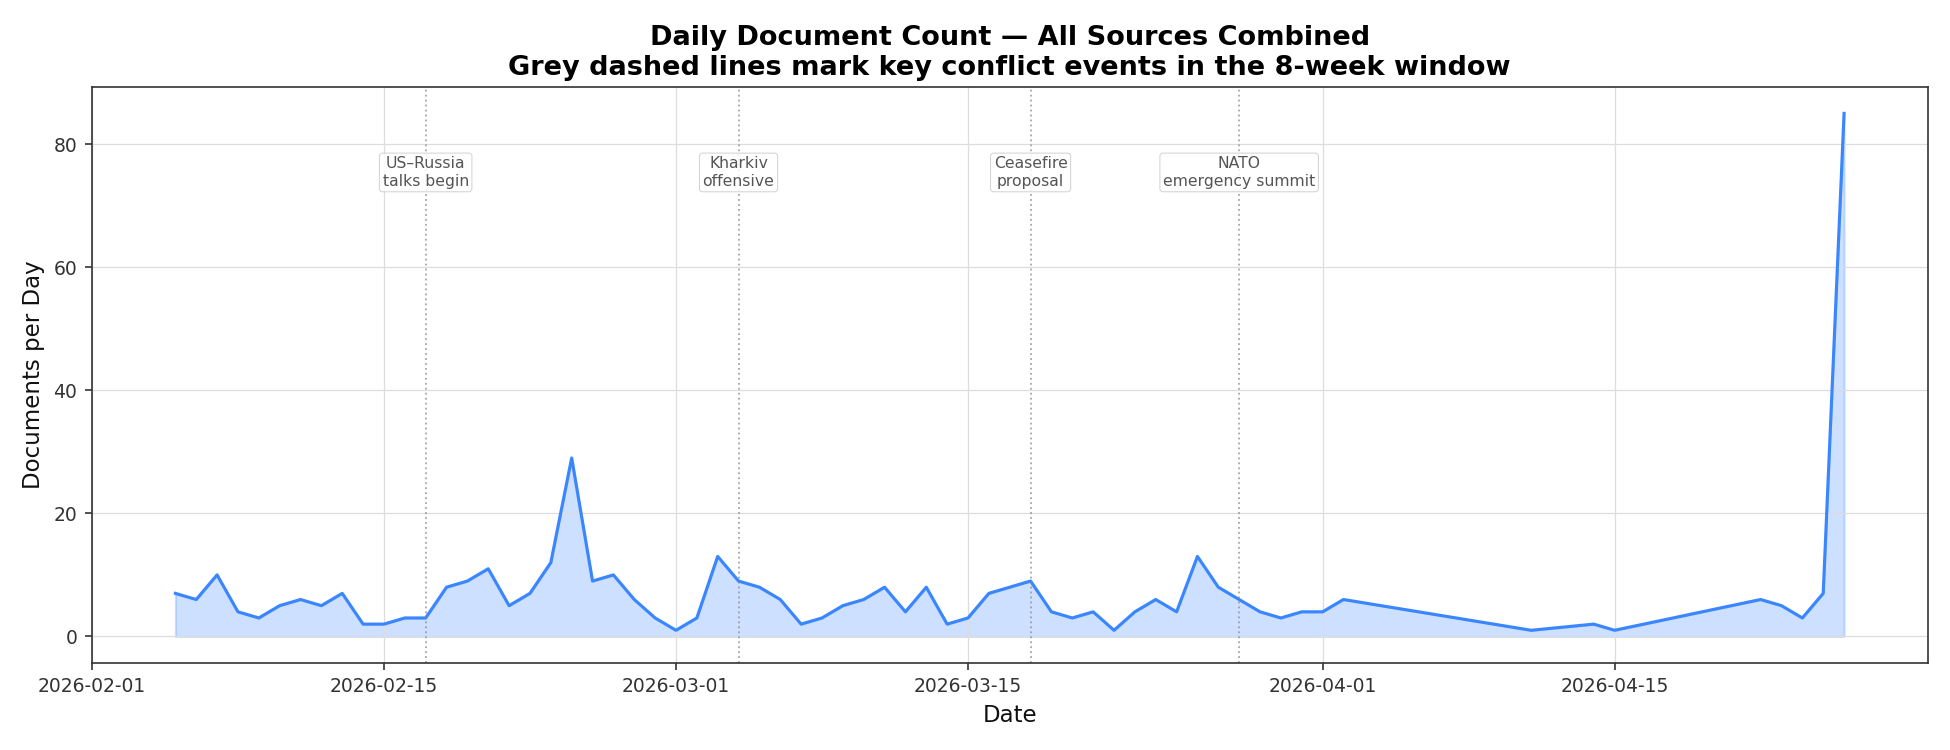 Daily Document Count — All Sources Combined
Grey dashed lines mark key conflict events in the 8-week window
80
60
40
20
0
Documents per Day
US–Russia
talks begin
Kharkiv
offensive
Ceasefire
proposal
NATO
emergency summit
2026-02-01
2026-02-15
2026-03-01
2026-03-15
2026-04-01
2026-04-15
Date